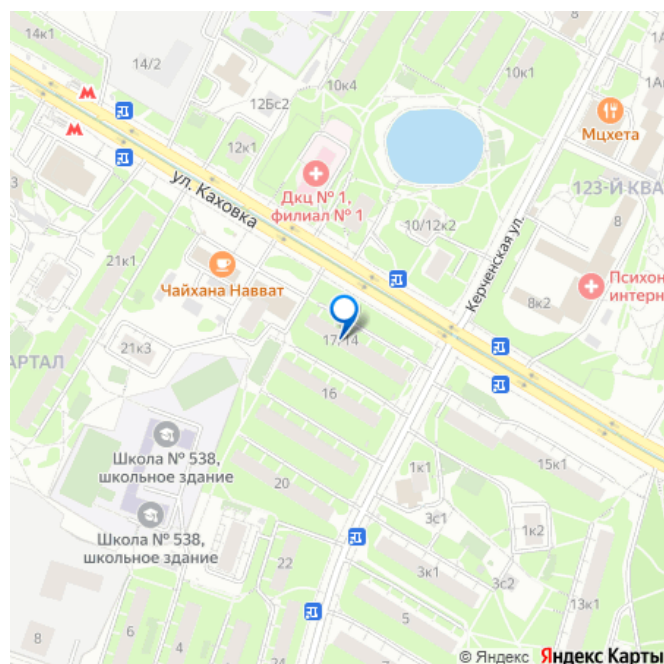 14к1
14/2
10к4
10к1
1А
1А
12Бс2
Мцхета
12к1
Дкц № 1,
филиал № 1
ул. Каховка
10/12к2
123-Й КВА
8
Керченская ул.
3
21к1
Чайхана Навват
8к2
Психон
интерн
17/14
21к3
АРТАЛ
16
Школа № 538,
школьное здание
20
1к1
15к1
3с1
1к2
Школа № 538,
школьное здание
22
3к1
3с2
13к1
5
8
6
4
© Яндекс Яндекс Карты